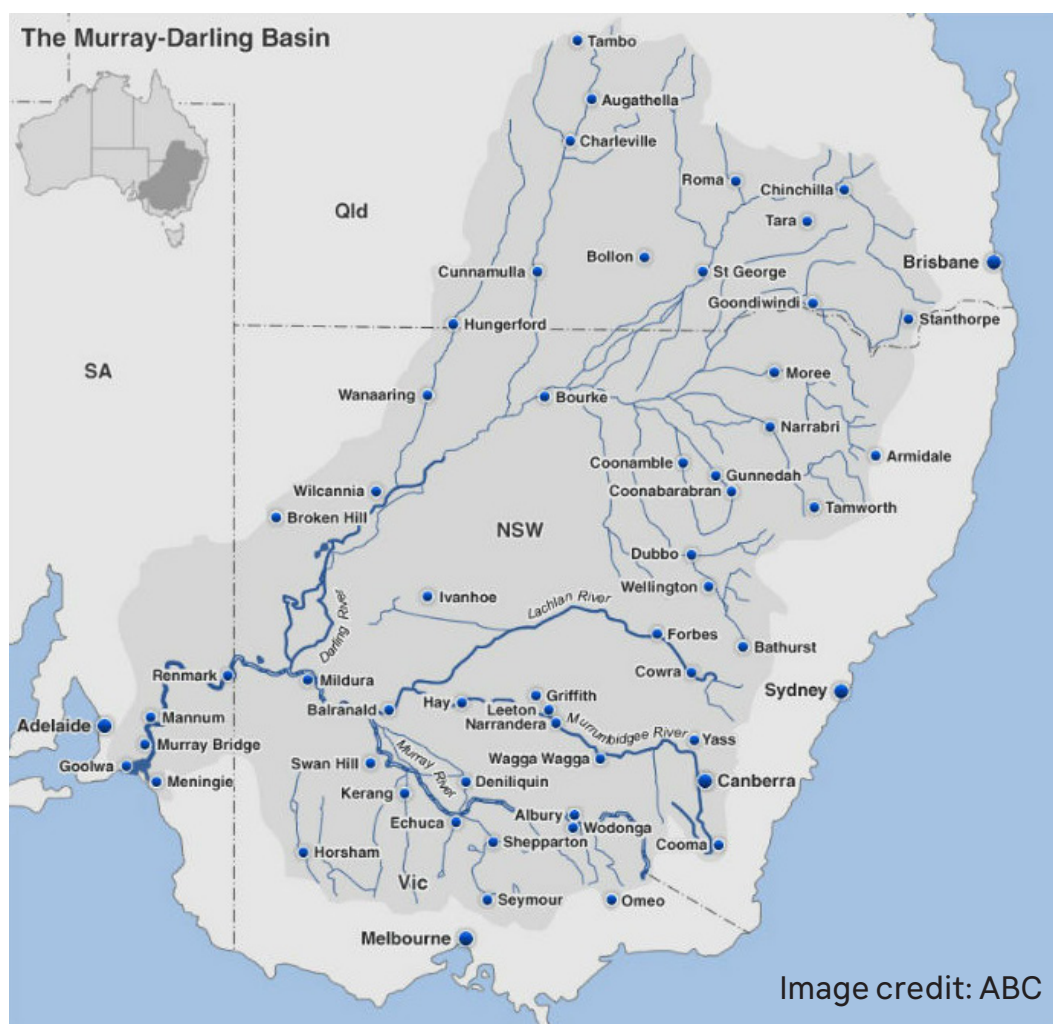 The Murray-Darling Basin
Tambo
Augathella
Charleville
Roma
Chinchilla
Qld
Tara
Bollon
Brisbane
Cunnamulla
St George
Goondiwindi
Stanthorpe
Hungerford
SA
Moree
Wanaaring
Bourke
Narrabri
Armidale
Coonamble
Gunnedah
Wilcannia
Coonabarabran
Tamworth
Broken Hill
NSW
Dubbo
Wellington
Ivanhoe
Lachlan River
Darling River
Forbes
Bathurst
Renmark
Mildura
Cowra
Sydney
Griffith
Hay
Leeton
Balranald
Mannum
Narrandera
Adelaide
Murrumbidgee River
Yass
Murray Bridge
Wagga Wagga
Swan Hill
Murray River
Goolwa
Meningie
Deniliquin
Canberra
Kerang
Albury
Echuca
Wodonga
Shepparton
Cooma
Horsham
Vic
Seymour
Omeo
Melbourne
Image credit: ABC